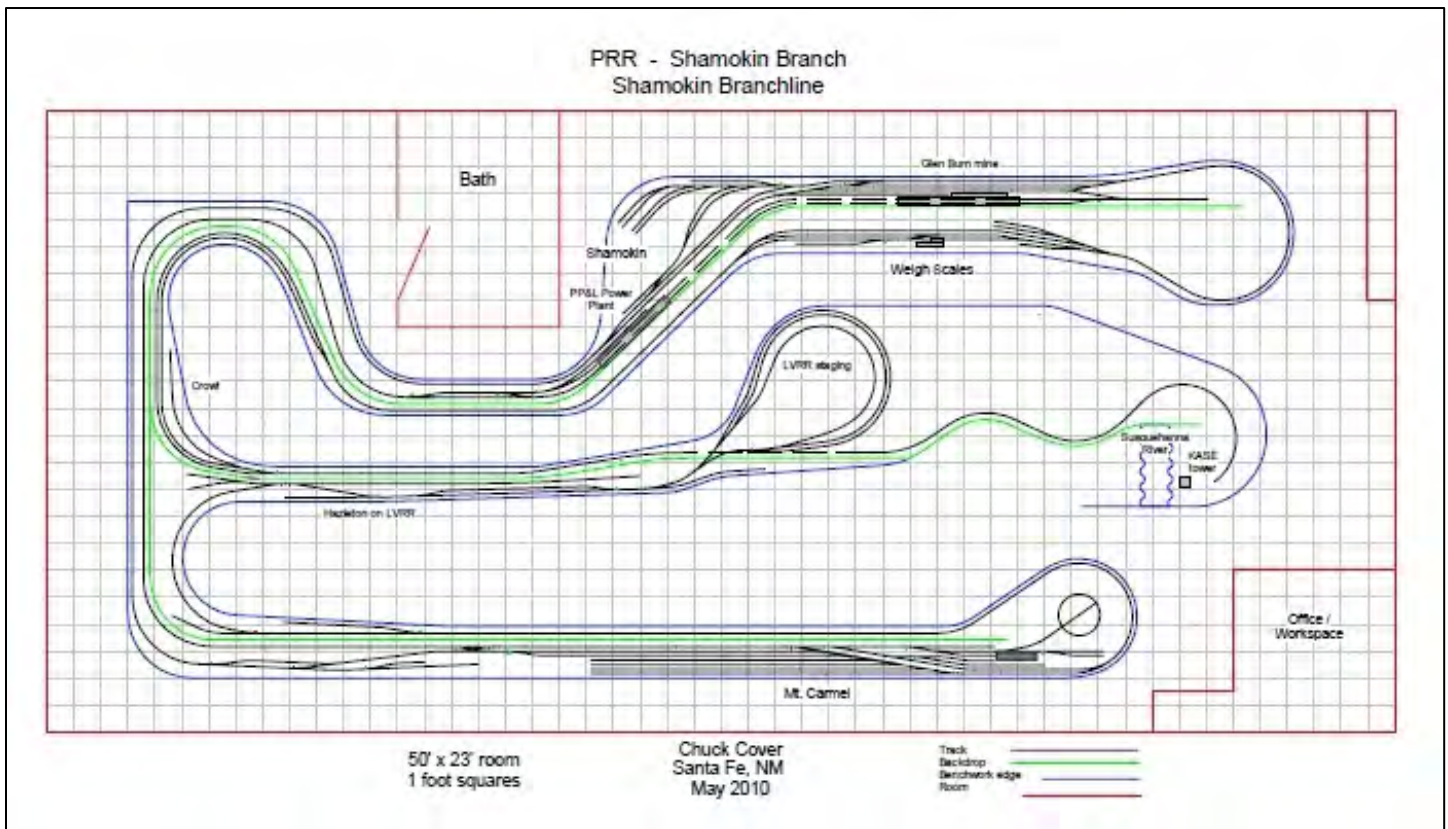 PRR - Shamokin Branch
Shamokin Branchline
Bath
Glen Burn mine
Shamokin
PP&L Power
Plant
Weigh Scales
LVRR staging
Crowl
Susquehanna
River
KASE
tower
Hazleton on LVRR
Office /
Workspace
Mt. Carmel
50' x 23' room
1 foot squares
Chuck Cover
Santa Fe, NM
May 2010
Track
Backdrop
Benchwork edge
Room